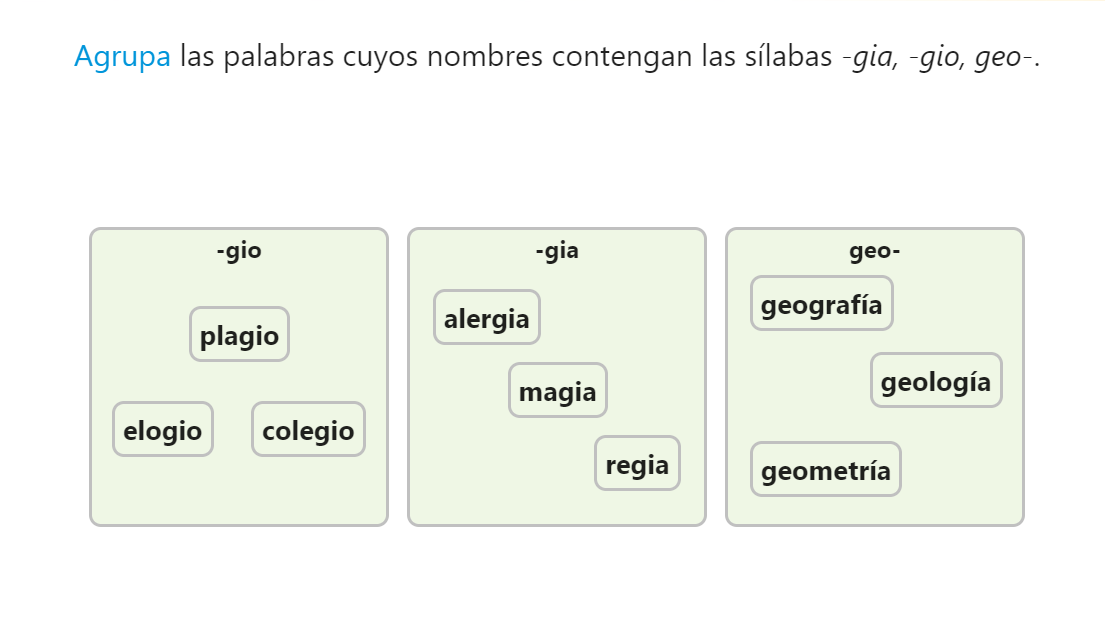 Agrupa las palabras cuyos nombres contengan las sílabas -gia, -gio, geo-.
-gio
plagio
elogio colegio
-gia
alergia
magia
regia
geo-
geografía
geología
geometría